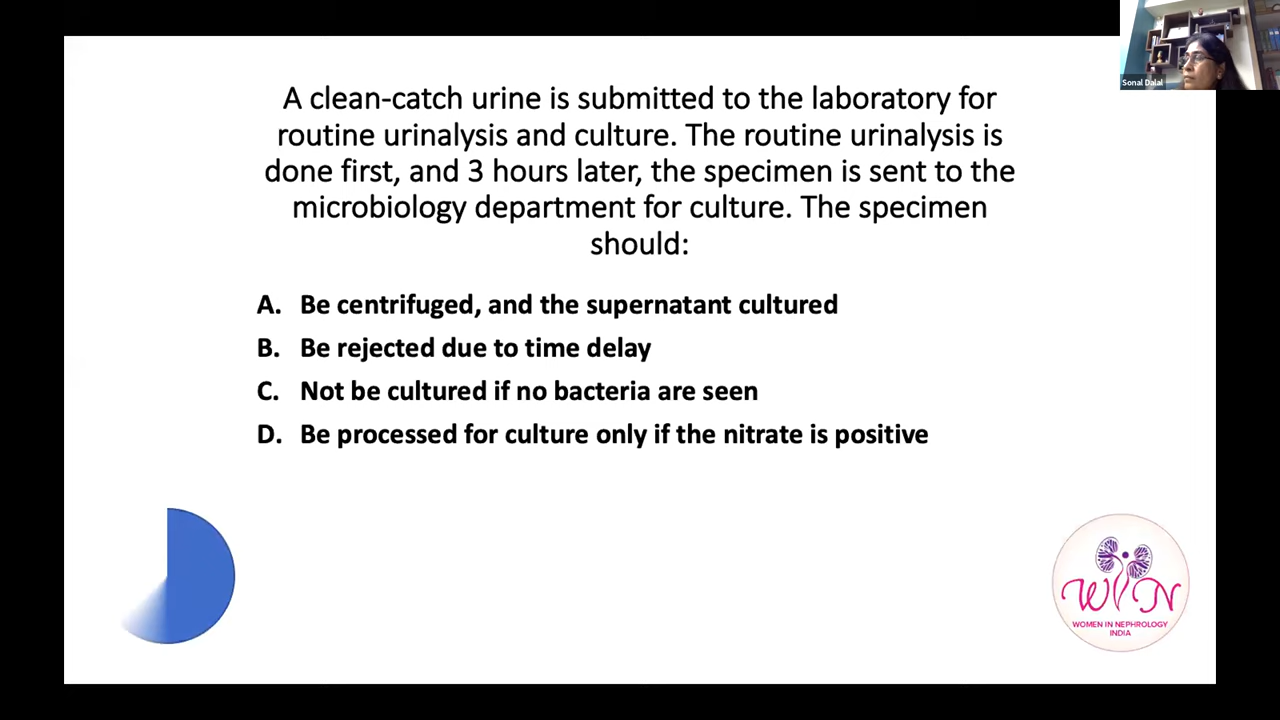 Sonal Dalal
A clean-catch urine is submitted to the laboratory for
routine urinalysis and culture. The routine urinalysis is
done first, and 3 hours later, the specimen is sent to the
microbiology department for culture. The specimen
should:
A. Be centrifuged, and the supernatant cultured
B. Be rejected due to time delay
C. Not be cultured if no bacteria are seen
D. Be processed for culture only if the nitrate is positive
WIN
WOMEN IN NEPHROLOGY
INDIA